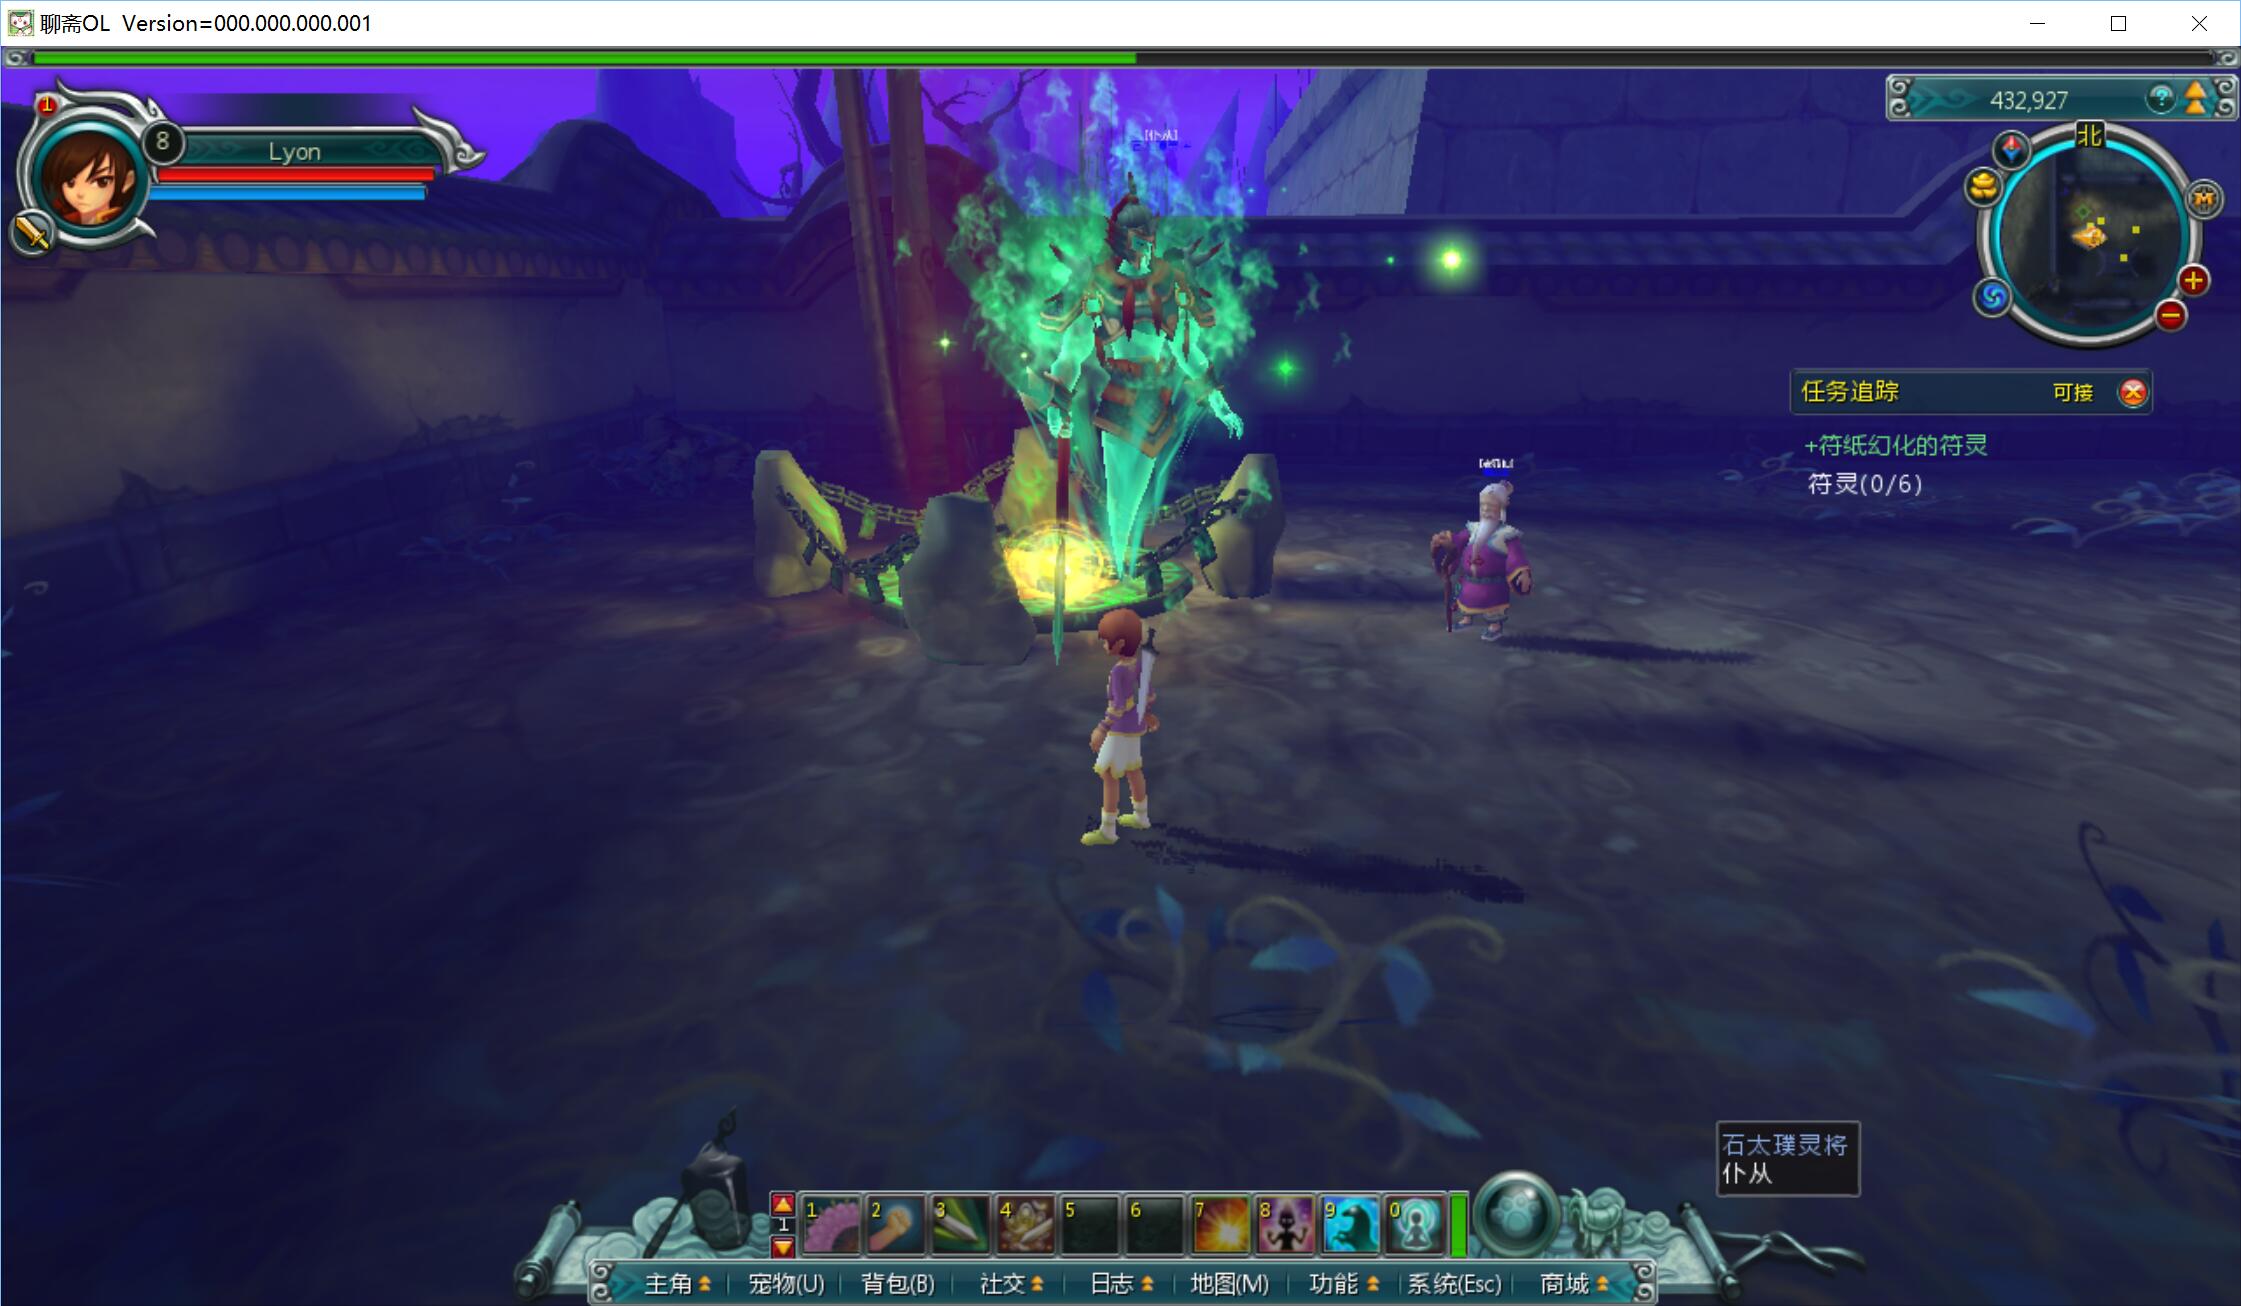 聊斋OL Version=000.000.000.001
1
8
Lyon
432,927
北
任务追踪 可接
+符纸幻化的符灵
符灵(0/6)
石太璞灵将
仆从
1
1 2 3 4 5 6 7 8 9 0
主角 宠物(U) 背包(B) 社交 日志 地图(M) 功能 系统(Esc) 商城